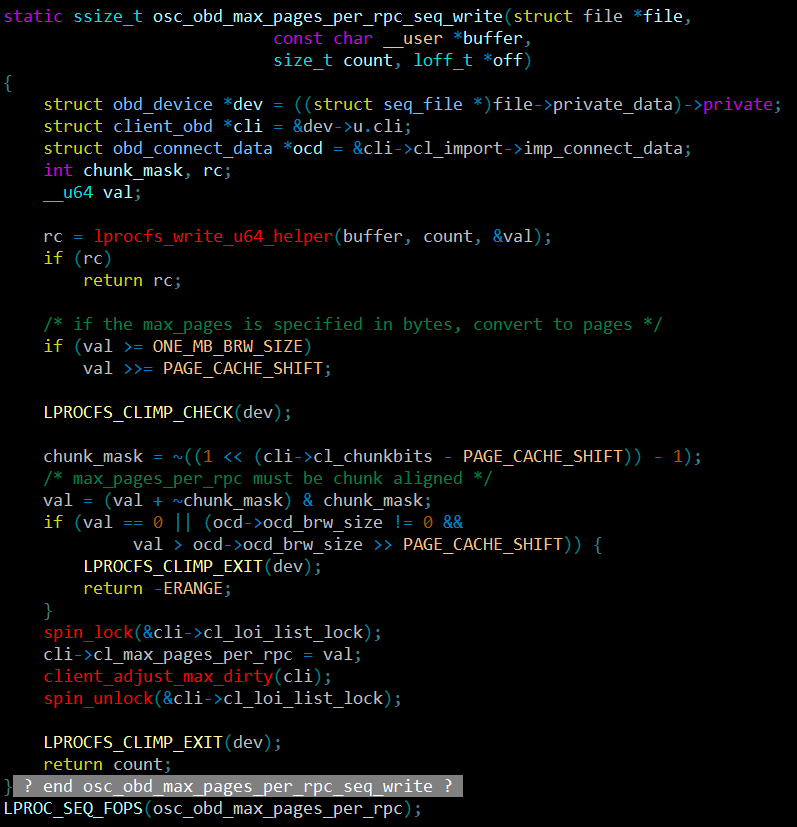 static ssize_t osc_obd_max_pages_per_rpc_seq_write(struct file *file,
                           const char __user *buffer,
                           size_t count, loff_t *off)
{
    struct obd_device *dev = ((struct seq_file *)file->private_data)->private;
    struct client_obd *cli = &dev->u.cli;
    struct obd_connect_data *ocd = &cli->cl_import->imp_connect_data;
    int chunk_mask, rc;
    __u64 val;

    rc = lprocfs_write_u64_helper(buffer, count, &val);
    if (rc)
        return rc;

    /* if the max_pages is specified in bytes, convert to pages */
    if (val >= ONE_MB_BRW_SIZE)
        val >>= PAGE_CACHE_SHIFT;

    LPROCFS_CLIMP_CHECK(dev);

    chunk_mask = ~((1 << (cli->cl_chunkbits - PAGE_CACHE_SHIFT)) - 1);
    /* max_pages_per_rpc must be chunk aligned */
    val = (val + ~chunk_mask) & chunk_mask;
    if (val == 0 || (ocd->ocd_brw_size != 0 &&
             val > ocd->ocd_brw_size >> PAGE_CACHE_SHIFT)) {
        LPROCFS_CLIMP_EXIT(dev);
        return -ERANGE;
    }
    spin_lock(&cli->cl_loi_list_lock);
    cli->cl_max_pages_per_rpc = val;
    client_adjust_max_dirty(cli);
    spin_unlock(&cli->cl_loi_list_lock);

    LPROCFS_CLIMP_EXIT(dev);
    return count;
} ? end osc_obd_max_pages_per_rpc_seq_write ?
LPROC_SEQ_FOPS(osc_obd_max_pages_per_rpc);